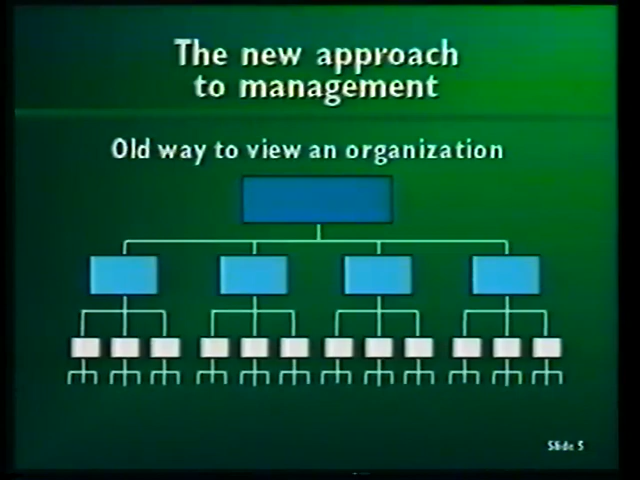 The new approach
to management
Old way to view an organization
Slide 5